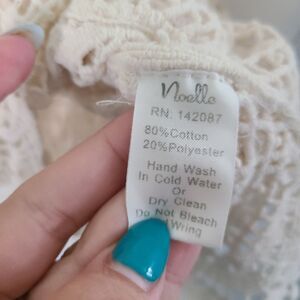 Noelle
RN: 142087
80%Cotton
20%Polyester
Hand Wash
In Cold Water
Or
Dry Clean
Do Not Bleach
Wring